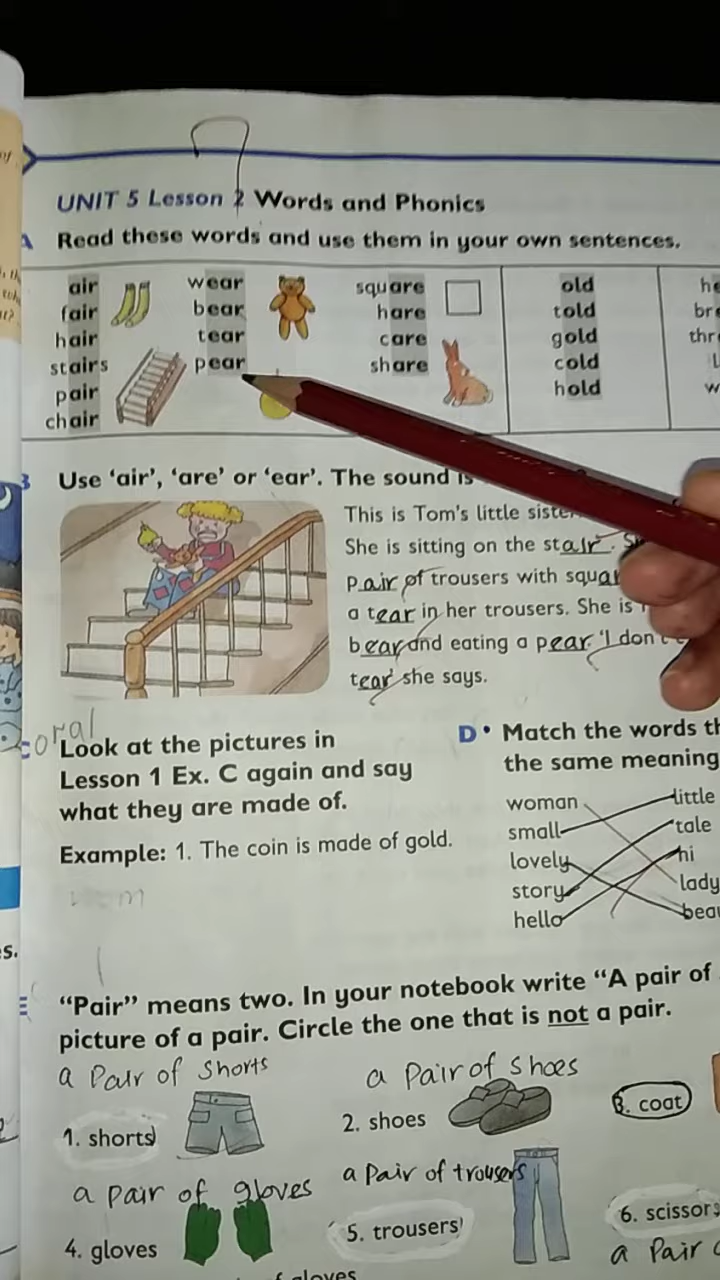 UNIT 5 Lesson 2 Words and Phonics
A Read these words and use them in your own sentences.
air wear square old
fair bear hare told
hair tear care gold
stairs pear share cold
pair hold
chair
Use 'air', 'are' or 'ear'. The sound is
This is Tom's little sister.
She is sitting on the stair.
pair of trousers with squar
a tear in her trousers. She is
bear and eating a pear. 'I don't
tear' she says.
oral
Look at the pictures in
Lesson 1 Ex. C again and say
what they are made of.
Example: 1. The coin is made of gold.
D Match the words th
the same meaning
woman little
small tale
lovely hi
story lady
hello beau
E "Pair" means two. In your notebook write "A pair of
picture of a pair. Circle the one that is not a pair.
a pair of shorts a pair of shoes
1. shorts 2. shoes 3. coat
a pair of gloves a pair of trousers
4. gloves 5. trousers 6. scissors
a pair
gloves